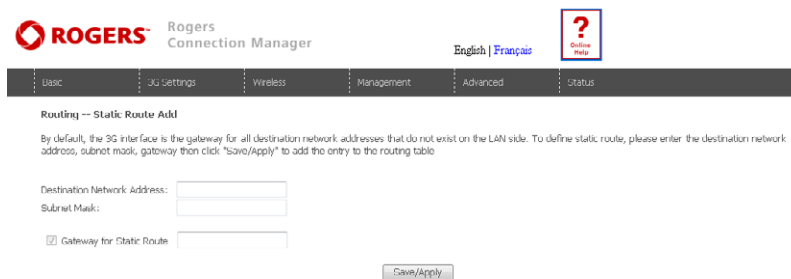 ROGERS™ Rogers Connection Manager
English | Français
?
Online Help
Basic 3G Settings Wireless Management Advanced Status
Routing -- Static Route Add
By default, the 3G interface is the gateway for all destination network addresses that do not exist on the LAN side. To define static route, please enter the destination network
address, subnet mask, gateway then click "Save/Apply" to add the entry to the routing table
Destination Network Address:
Subnet Mask:
Gateway for Static Route
Save/Apply